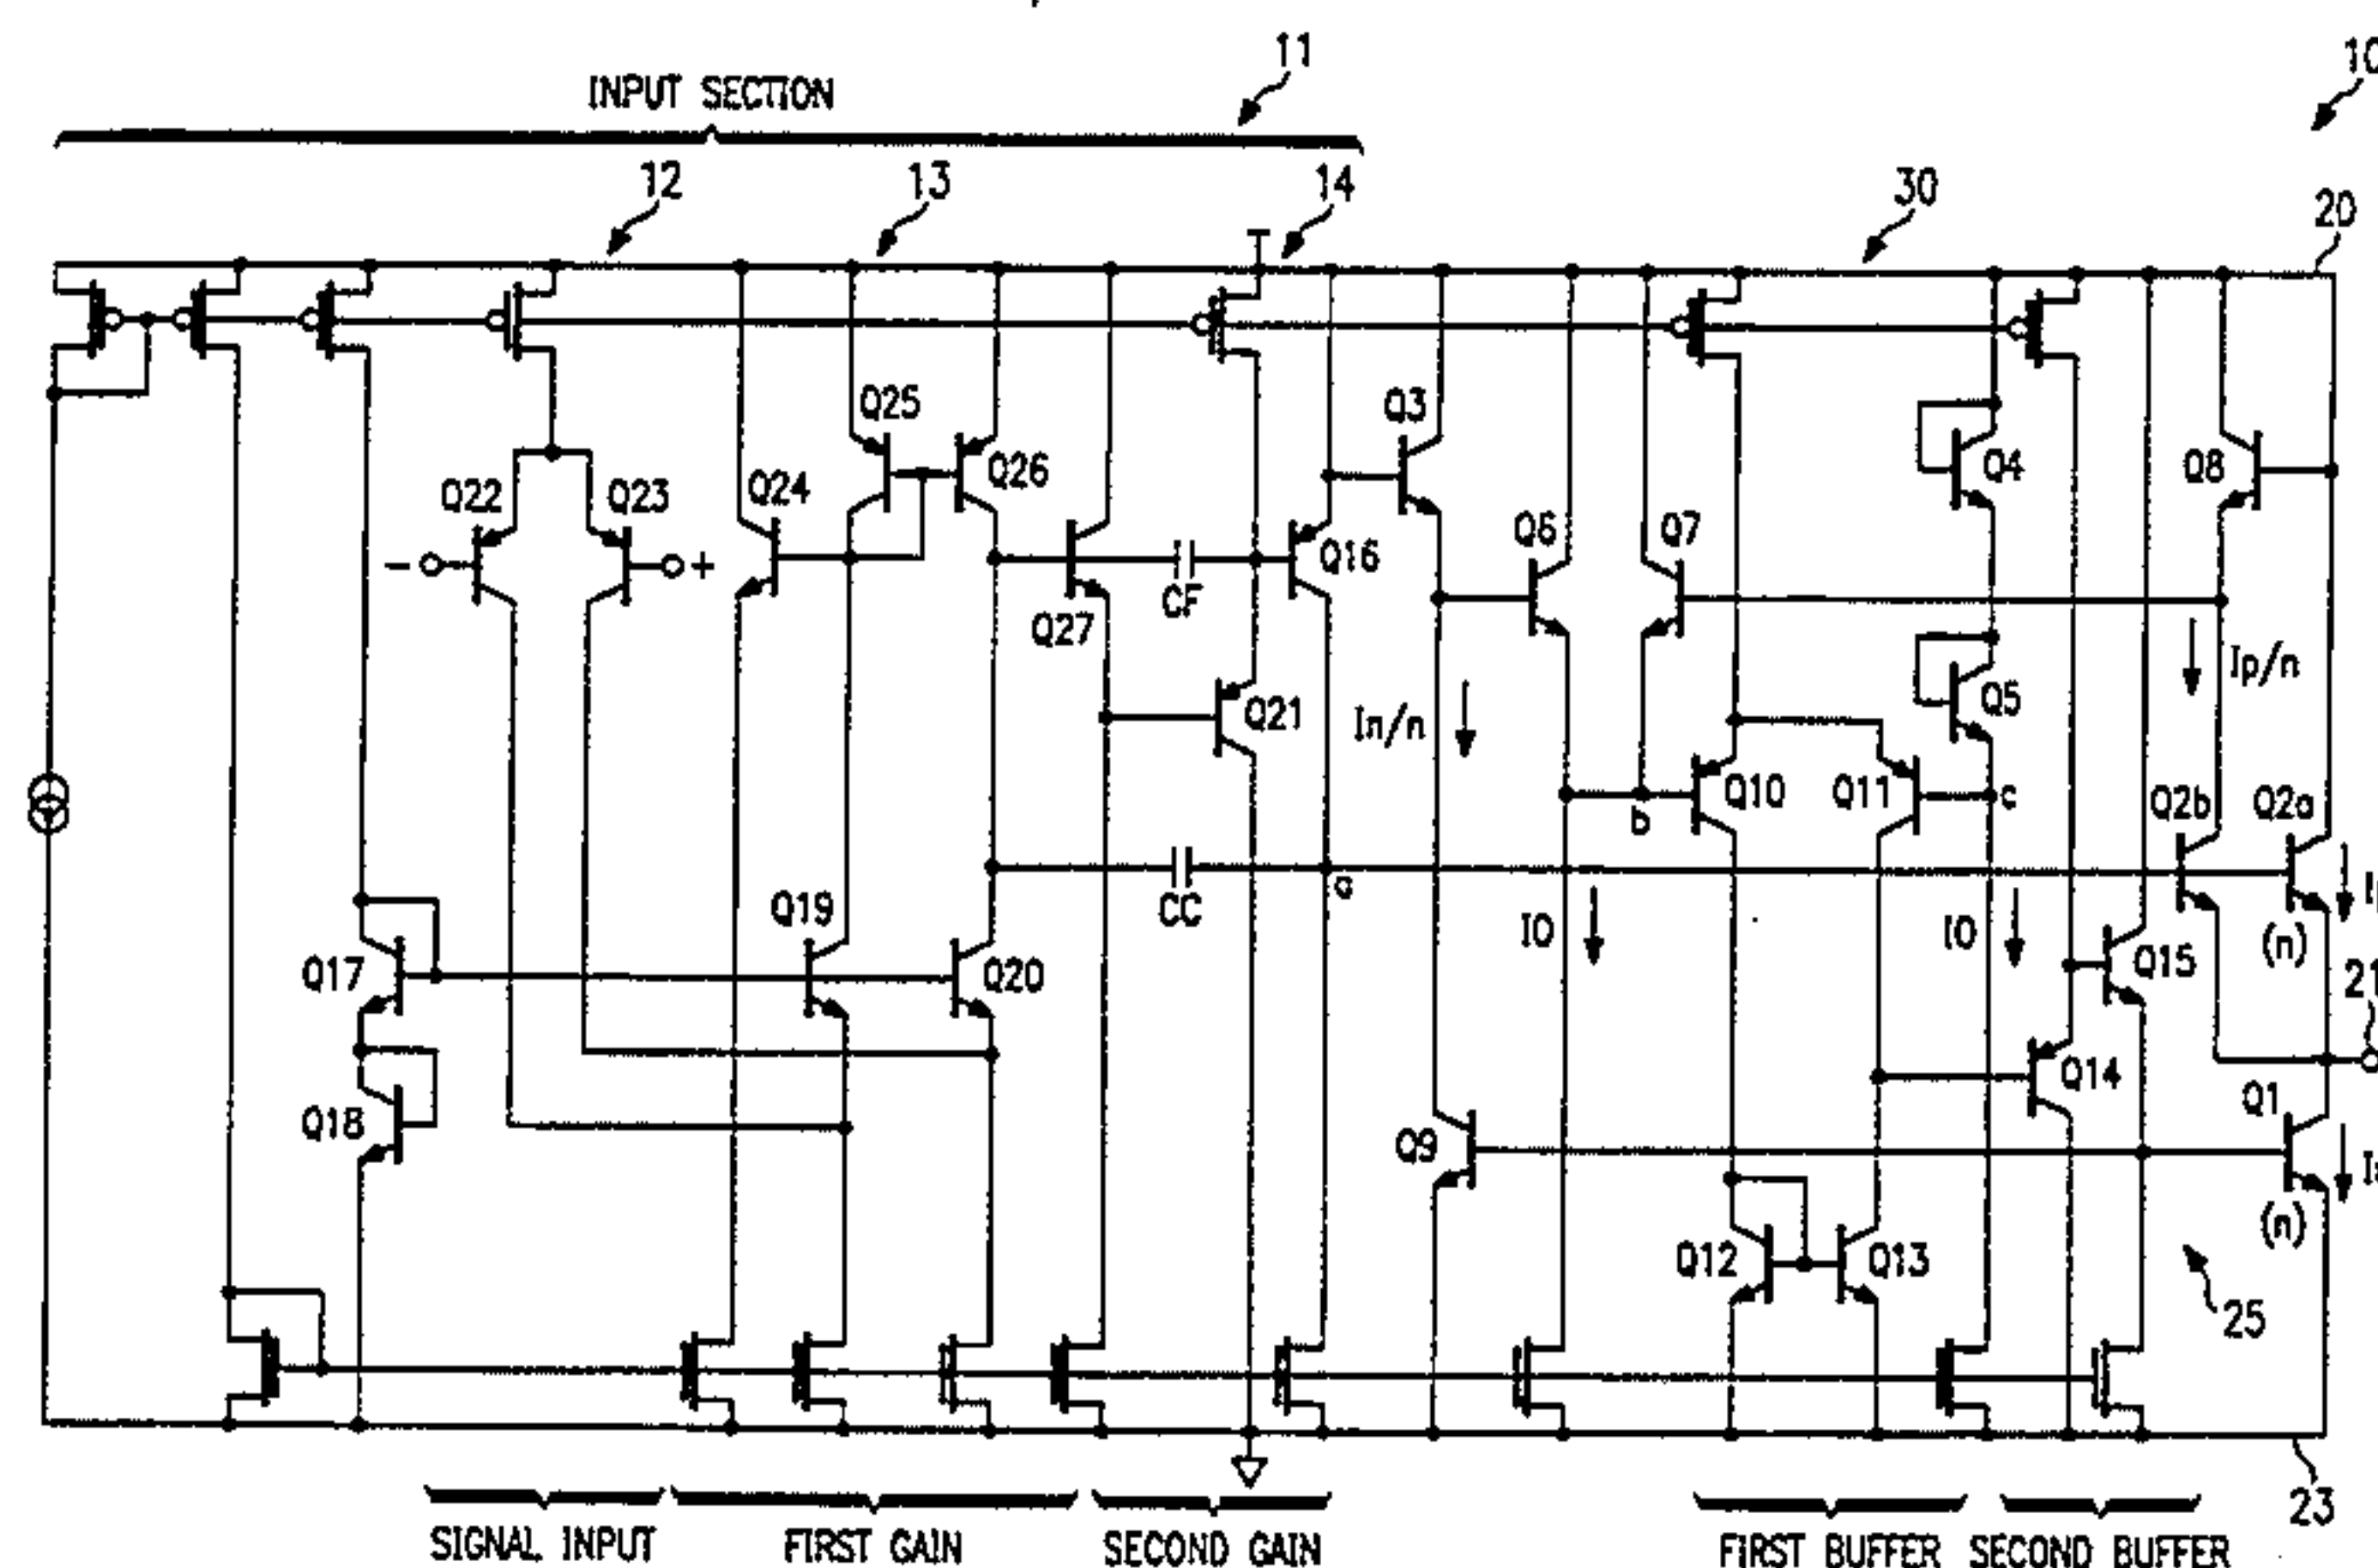 11
10
INPUT SECTION
12
13
14
30
20
Q25
Q26
Q3
Q4
Q8
Q22
Q23
Q24
Q27
CF
Q16
Q6
Q7
-
+
Q21
In/n
Q5
Ip/n
Q10
Q11
b
c
Q2b
Q2a
Q19
CC
a
IO
IO
(n)
Q17
Q20
Q15
21
Q18
Q14
Q1
Q9
(n)
Q12
Q13
25
23
SIGNAL INPUT
FIRST GAIN
SECOND GAIN
FIRST BUFFER
SECOND BUFFER